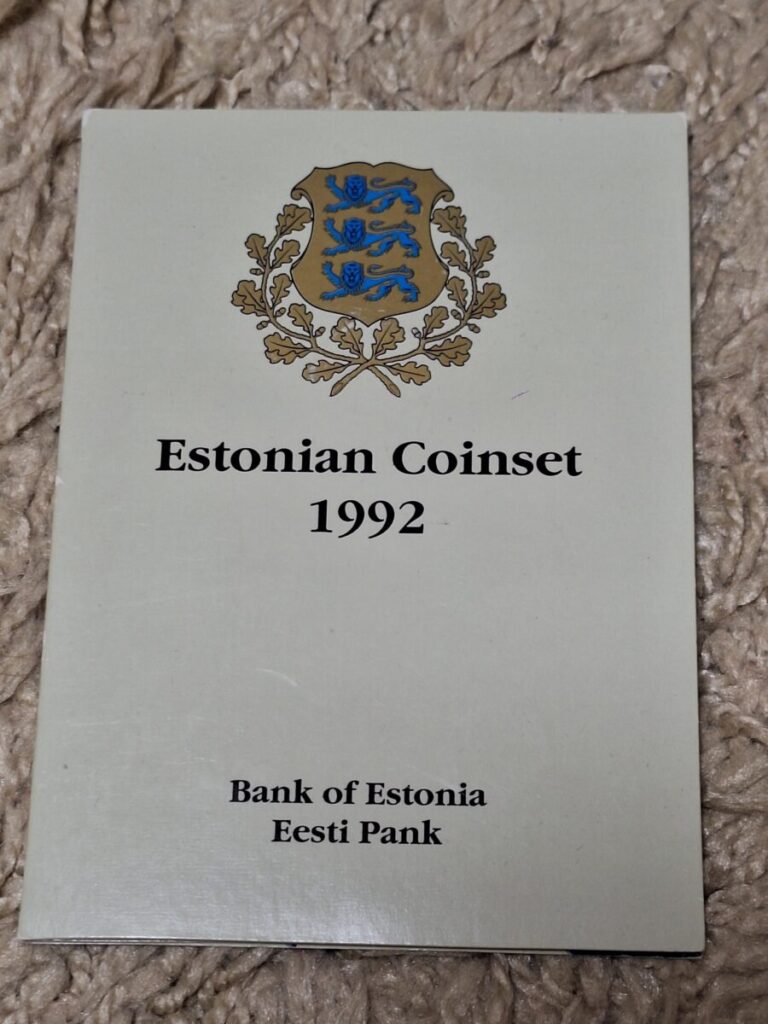 Estonian Coinset
1992
Bank of Estonia
Eesti Pank